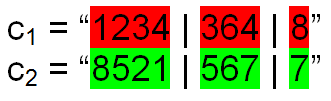 c₁ = “1234 | 364 | 8”
c₂ = “8521 | 567 | 7”